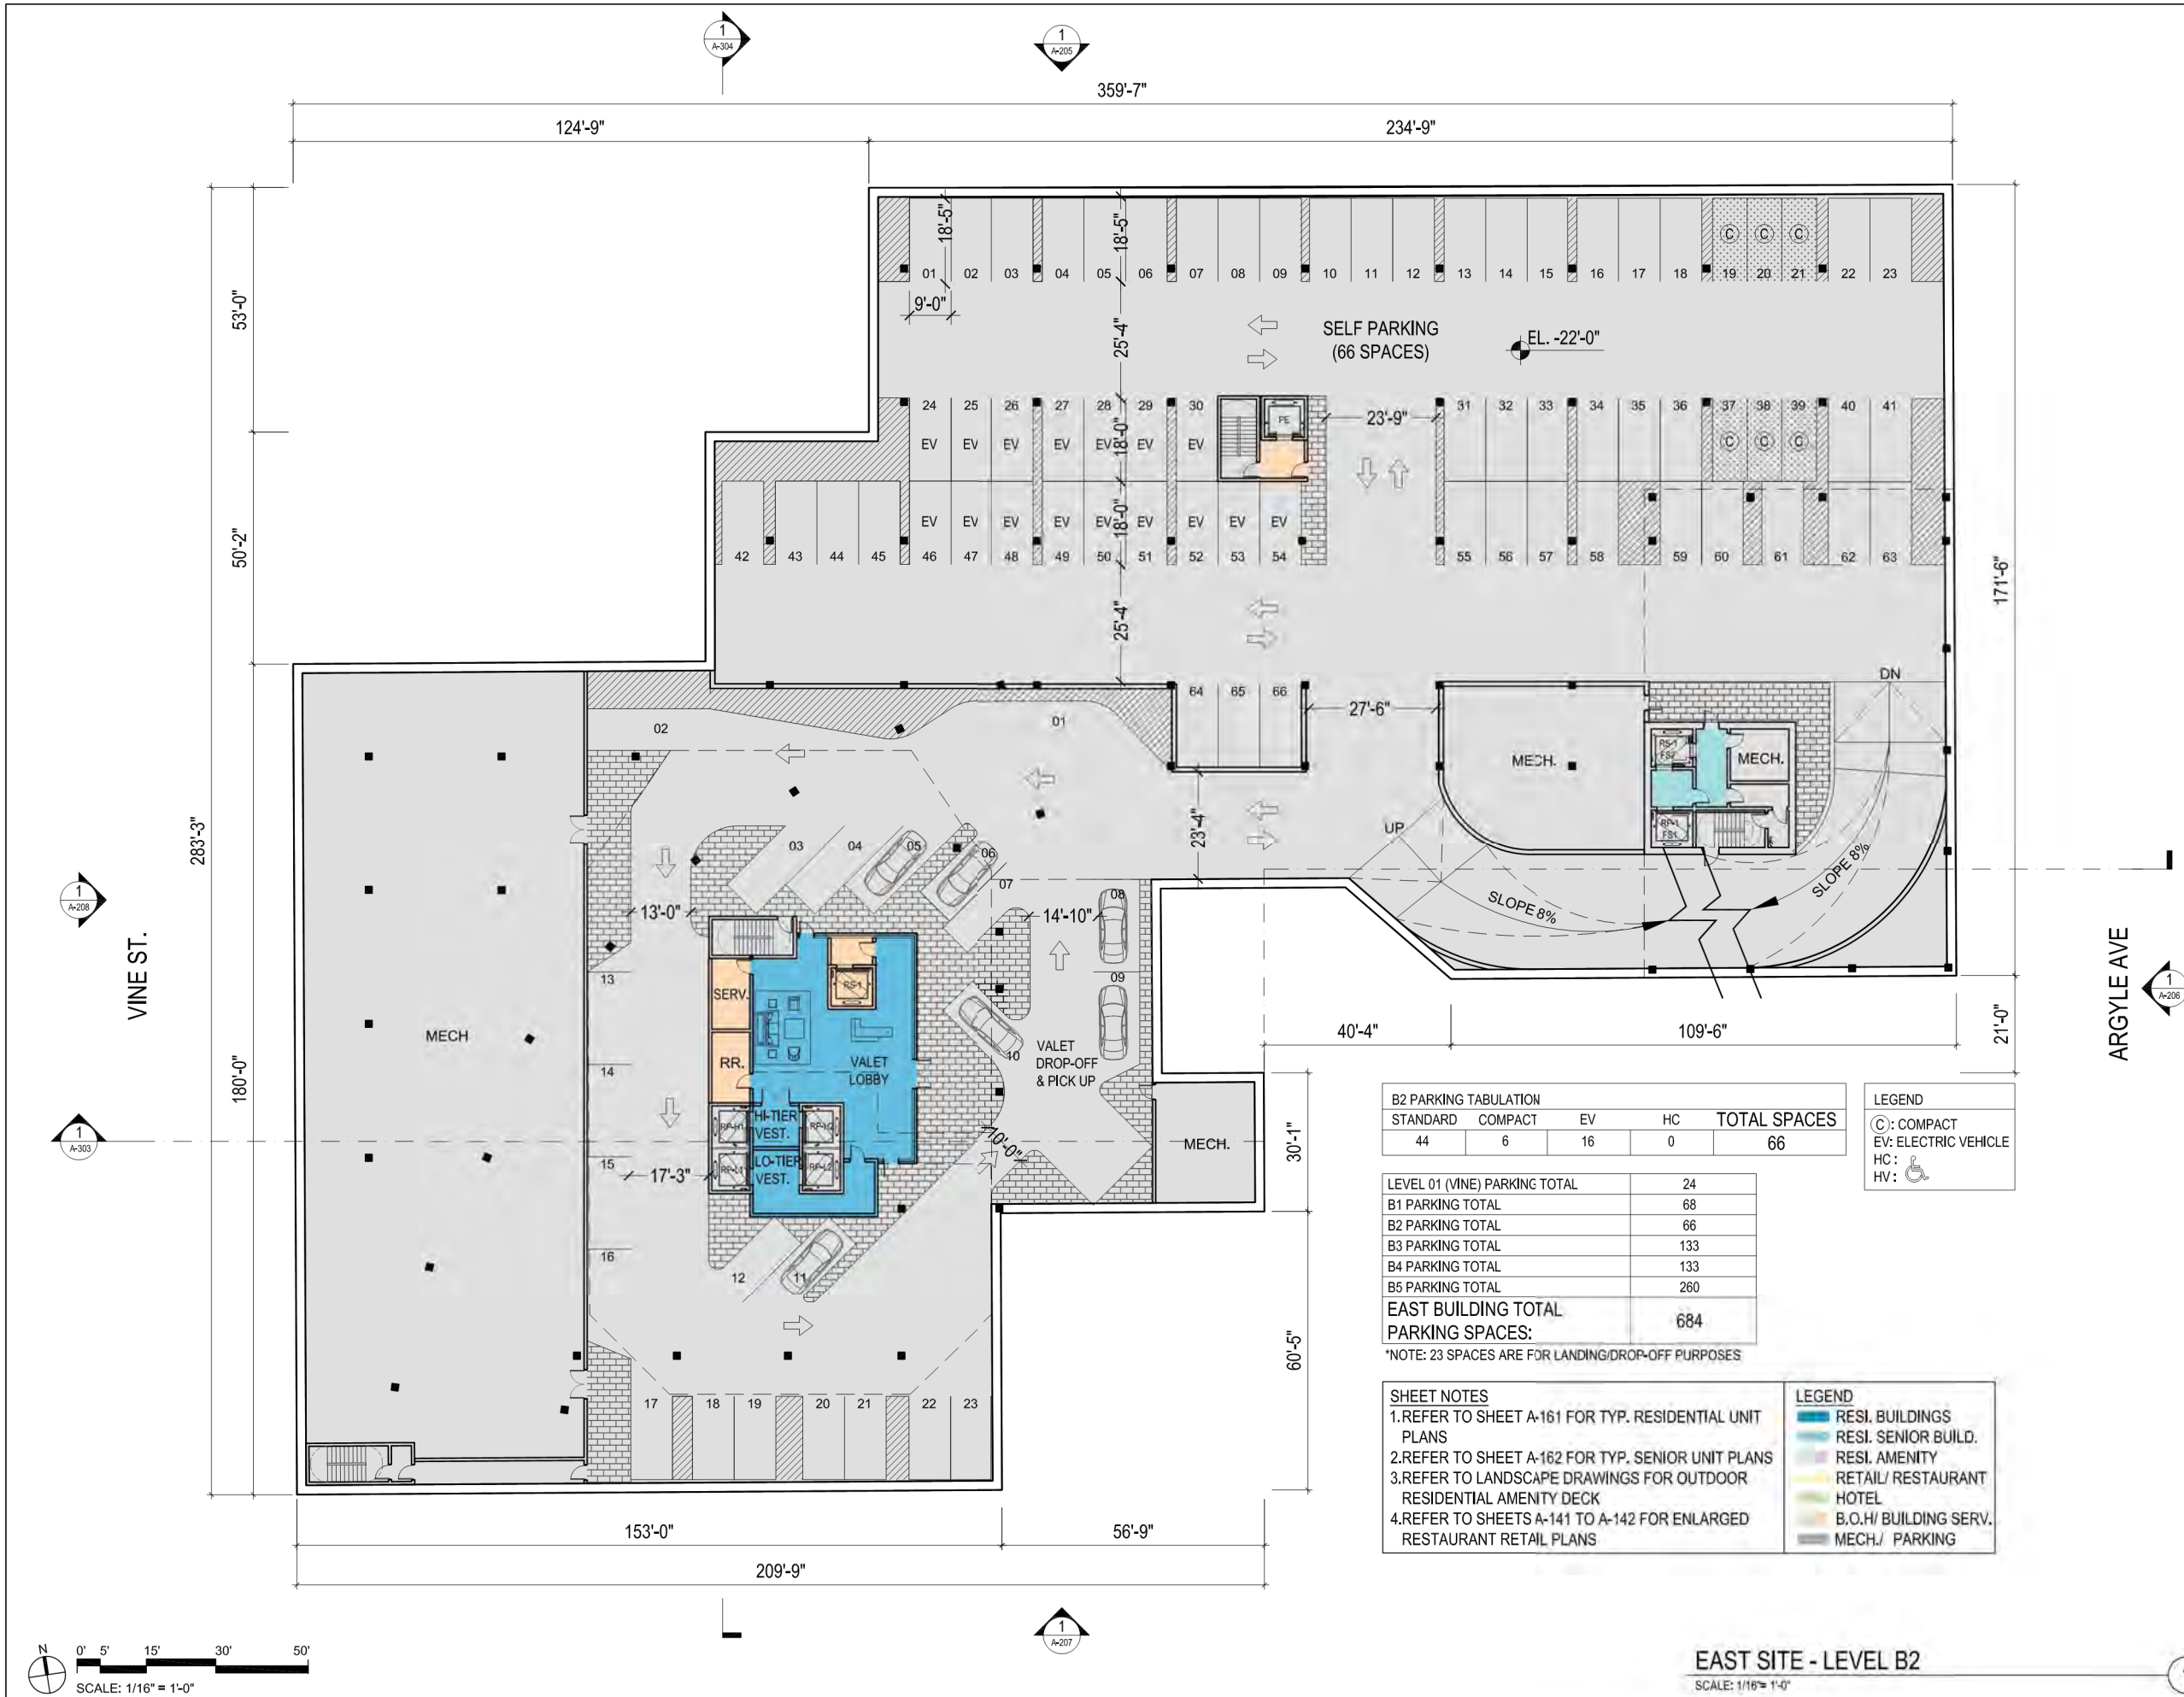 1
A-304
1
A-205
359'-7"
124'-9"
234'-9"
18'-5"
18'-5"
01 02 03 04 05 06 07 08 09 10 11 12 13 14 15 16 17 18 19 20 21 22 23
C C C
9'-0"
53'-0"
25'-4"
SELF PARKING
(66 SPACES)
EL. -22'-0"
24 25 26 27 28 29 30
31 32 33 34 35 36 37 38 39 40 41
EV EV EV EV EV EV EV
PE
23'-9"
C C C
18'-0"
18'-0"
50'-2"
EV EV EV EV EV EV EV EV EV
42 43 44 45 46 47 48 49 50 51 52 53 54
55 56 57 58 59 60 61 62 63
171'-6"
25'-4"
283'-3"
64 65 66
27'-6"
DN
01
02
MECH.
RS-1
FS2
MECH.
23'-4"
UP
RP-1
FS1
03 04 05 06
07
08
SLOPE 8%
SLOPE 8%
1
A-208
VINE ST.
13'-0"
14'-10"
13
SERV.
RS-1
09
ARGYLE AVE
1
A-206
MECH
40'-4"
109'-6"
21'-0"
10
VALET
DROP-OFF
& PICK UP
RR.
VALET
LOBBY
14
180'-0"
1
A-303
RP-H1
HI-TIER
VEST.
RP-H2
10'-0"
MECH.
30'-1"
15
17'-3"
RP-L1
LO-TIER
VEST.
RP-L2
16
12
11
60'-5"
17 18 19 20 21 22 23
153'-0"
56'-9"
209'-9"
1
A-207
B2 PARKING TABULATION
STANDARD COMPACT EV HC TOTAL SPACES
44 6 16 0 66
LEGEND
C : COMPACT
EV: ELECTRIC VEHICLE
HC :
HV :
LEVEL 01 (VINE) PARKING TOTAL 24
B1 PARKING TOTAL 68
B2 PARKING TOTAL 66
B3 PARKING TOTAL 133
B4 PARKING TOTAL 133
B5 PARKING TOTAL 260
EAST BUILDING TOTAL
PARKING SPACES: 684
*NOTE: 23 SPACES ARE FOR LANDING/DROP-OFF PURPOSES
SHEET NOTES
1.REFER TO SHEET A-161 FOR TYP. RESIDENTIAL UNIT
PLANS
2.REFER TO SHEET A-162 FOR TYP. SENIOR UNIT PLANS
3.REFER TO LANDSCAPE DRAWINGS FOR OUTDOOR
RESIDENTIAL AMENITY DECK
4.REFER TO SHEETS A-141 TO A-142 FOR ENLARGED
RESTAURANT RETAIL PLANS
LEGEND
RESI. BUILDINGS
RESI. SENIOR BUILD.
RESI. AMENITY
RETAIL/ RESTAURANT
HOTEL
B.O.H/ BUILDING SERV.
MECH./ PARKING
N
0' 5' 15' 30' 50'
SCALE: 1/16" = 1'-0"
EAST SITE - LEVEL B2
SCALE: 1/16"= 1'-0"